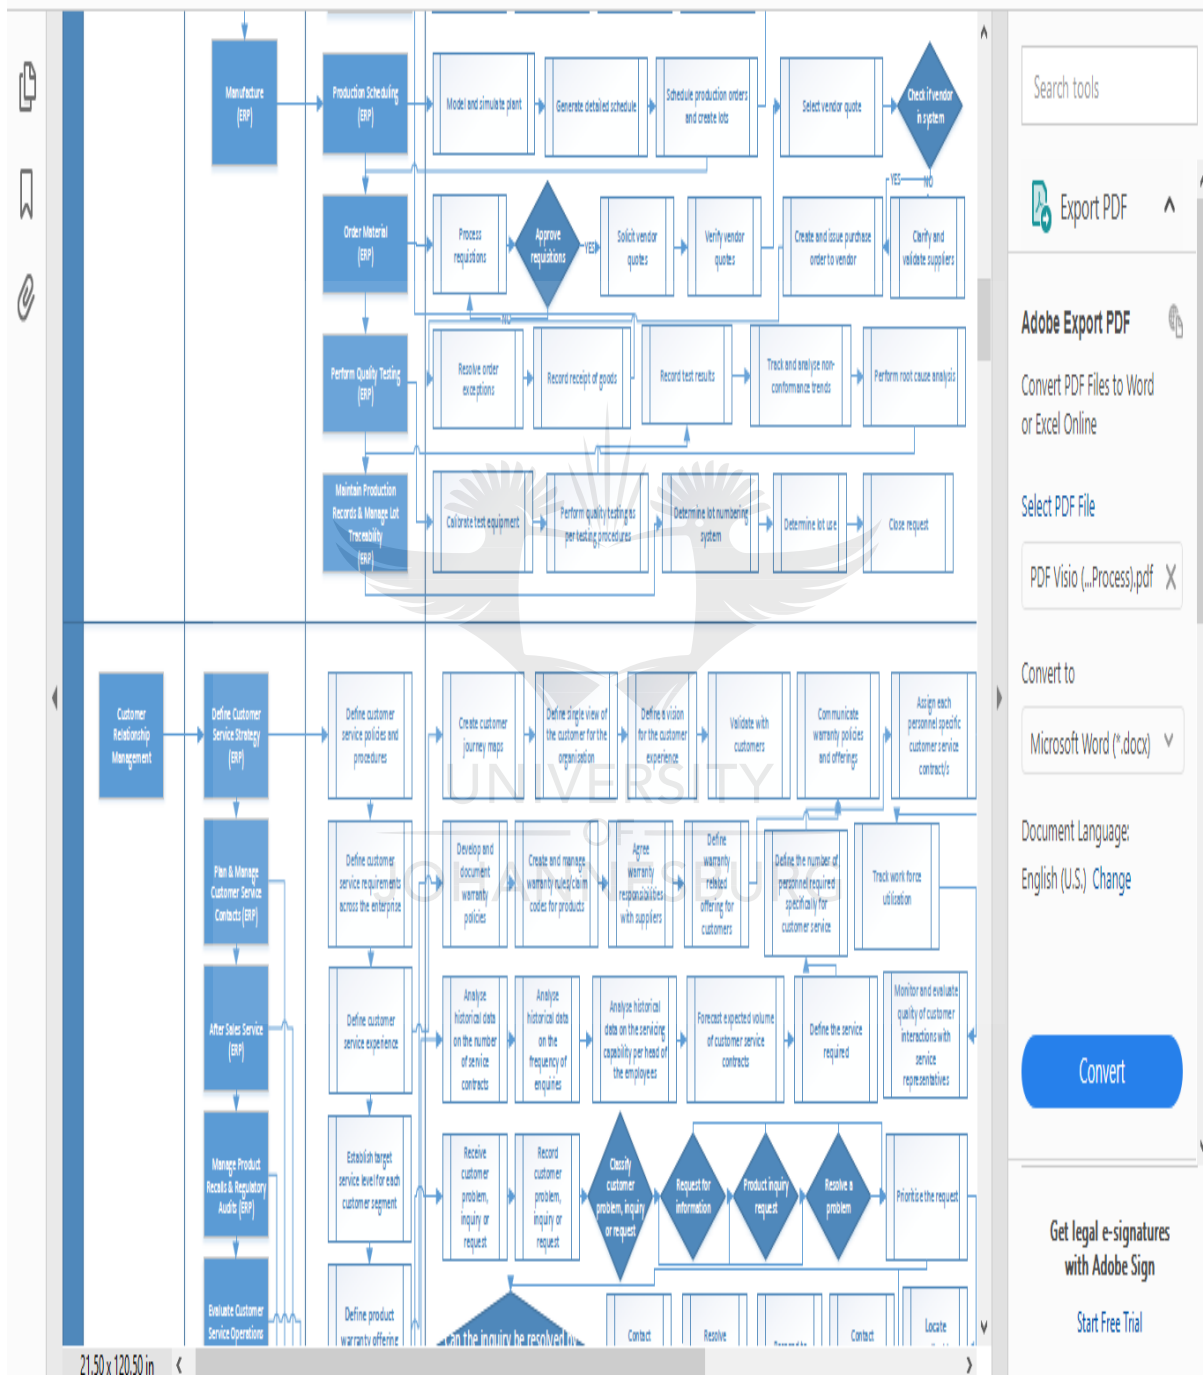 Manufacture
(ERP)
Production Scheduling
(ERP)
Model and simulate plant
Generate detailed schedule
Schedule production orders
and create lots
Select vendor quote
Check if vendor
in system
YES
NO
Order Material
(ERP)
Process
requistions
Approve
requisitions
YES
Solicit vendor
quotes
Verify vendor
quotes
Create and issue purchase
order to vendor
Clarify and
validate suppliers
NO
Perform Quality Testing
(ERP)
Resolve order
exceptions
Record receipt of goods
Record test results
Track and analyse non-
conformance trends
Perform root cause analysis
Maintain Production
Records & Manage Lot
Traceability
(ERP)
Calibrate test equipment
Perform quality testing as
per testing procedures
Determine lot numbering
system
Determine lot use
Close request
Customer
Relationship
Management
Define Customer
Service Strategy
(ERP)
Define customer
service policies and
procedures
Create customer
journey maps
Define single view of
the customer for the
organisation
Define a vision
for the customer
experience
Validate with
customers
Communicate
warranty policies
and offerings
Assign each
personnel specific
customer service
contract/s
UNIVERSITY
OF
JOHANNESBURG
Plan & Manage
Customer Service
Contacts (ERP)
Define customer
service requirements
across the enterprise
Develop and
document
warranty
policies
Create and manage
warranty rules/claim
codes for products
Agree
warranty
responsibilities
with suppliers
Define
warranty
related
offering for
customers
Define the number of
personnel required
specifically for
customer service
Track work force
utilisation
After Sales Service
(ERP)
Define customer
service experience
Analyse
historical data
on the number
of service
contracts
Analyse
historical data
on the
frequency of
enquiries
Analyse historical
data on the servicing
capability per head of
the employees
Forecast expected volume
of customer service
contracts
Define the service
required
Monitor and evaluate
quality of customer
interactions with
service
representatives
Manage Product
Recalls & Regulatory
Audits (ERP)
Establish target
service level for each
customer segment
Receive
customer
problem,
inquiry or
request
Record
customer
problem,
inquiry or
request
Classify
customer
problem, inquiry
or request
Request for
information
Product inquiry
request
Resolve a
problem
Prioritise the request
Evaluate Customer
Service Operations
Define product
warranty offering
Can the inquiry be resolved by
Contact
Resolve
Contact
Locate
21.50 x 120.50 in
Search tools
Export PDF
Adobe Export PDF
Convert PDF Files to Word
or Excel Online
Select PDF File
PDF Visio (...Process).pdf
Convert to
Microsoft Word (*.docx)
Document Language:
English (U.S.) Change
Convert
Get legal e-signatures
with Adobe Sign
Start Free Trial